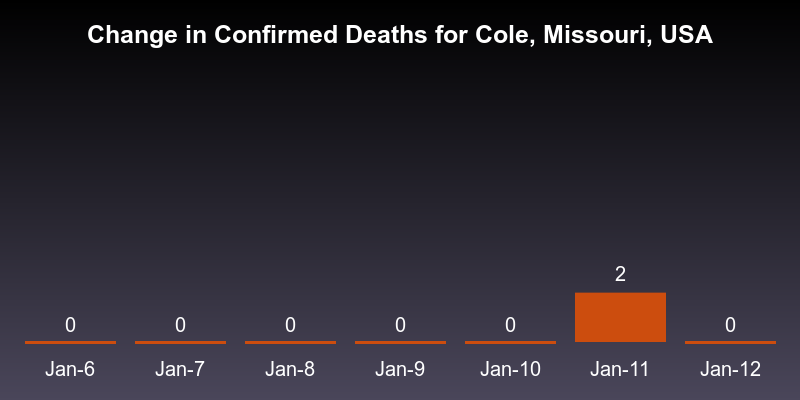 Change in Confirmed Deaths for Cole, Missouri, USA
2
0 0 0 0 0 0
Jan-6 Jan-7 Jan-8 Jan-9 Jan-10 Jan-11 Jan-12